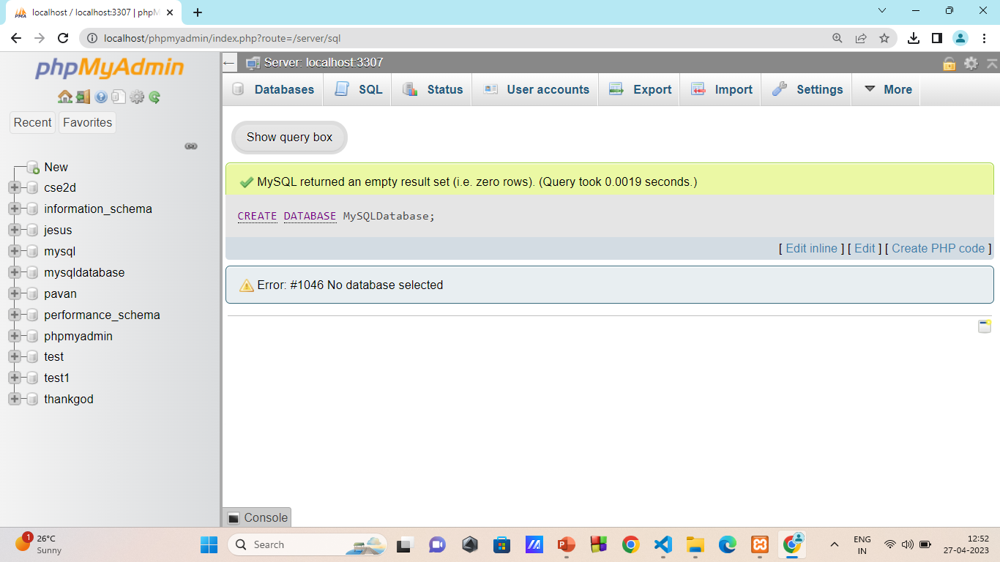 localhost / localhost:3307 | phpM
localhost/phpmyadmin/index.php?route=/server/sql
phpMyAdmin
Recent
Favorites
New
cse2d
information_schema
jesus
mysql
mysqldatabase
pavan
performance_schema
phpmyadmin
test
test1
thankgod
Server: localhost:3307
Databases
SQL
Status
User accounts
Export
Import
Settings
More
Show query box
MySQL returned an empty result set (i.e. zero rows). (Query took 0.0019 seconds.)
CREATE DATABASE MySQLDatabase;
[ Edit inline ] [ Edit ] [ Create PHP code ]
Error: #1046 No database selected
Console
1
26°C
Sunny
Search
ENG
IN
12:52
27-04-2023